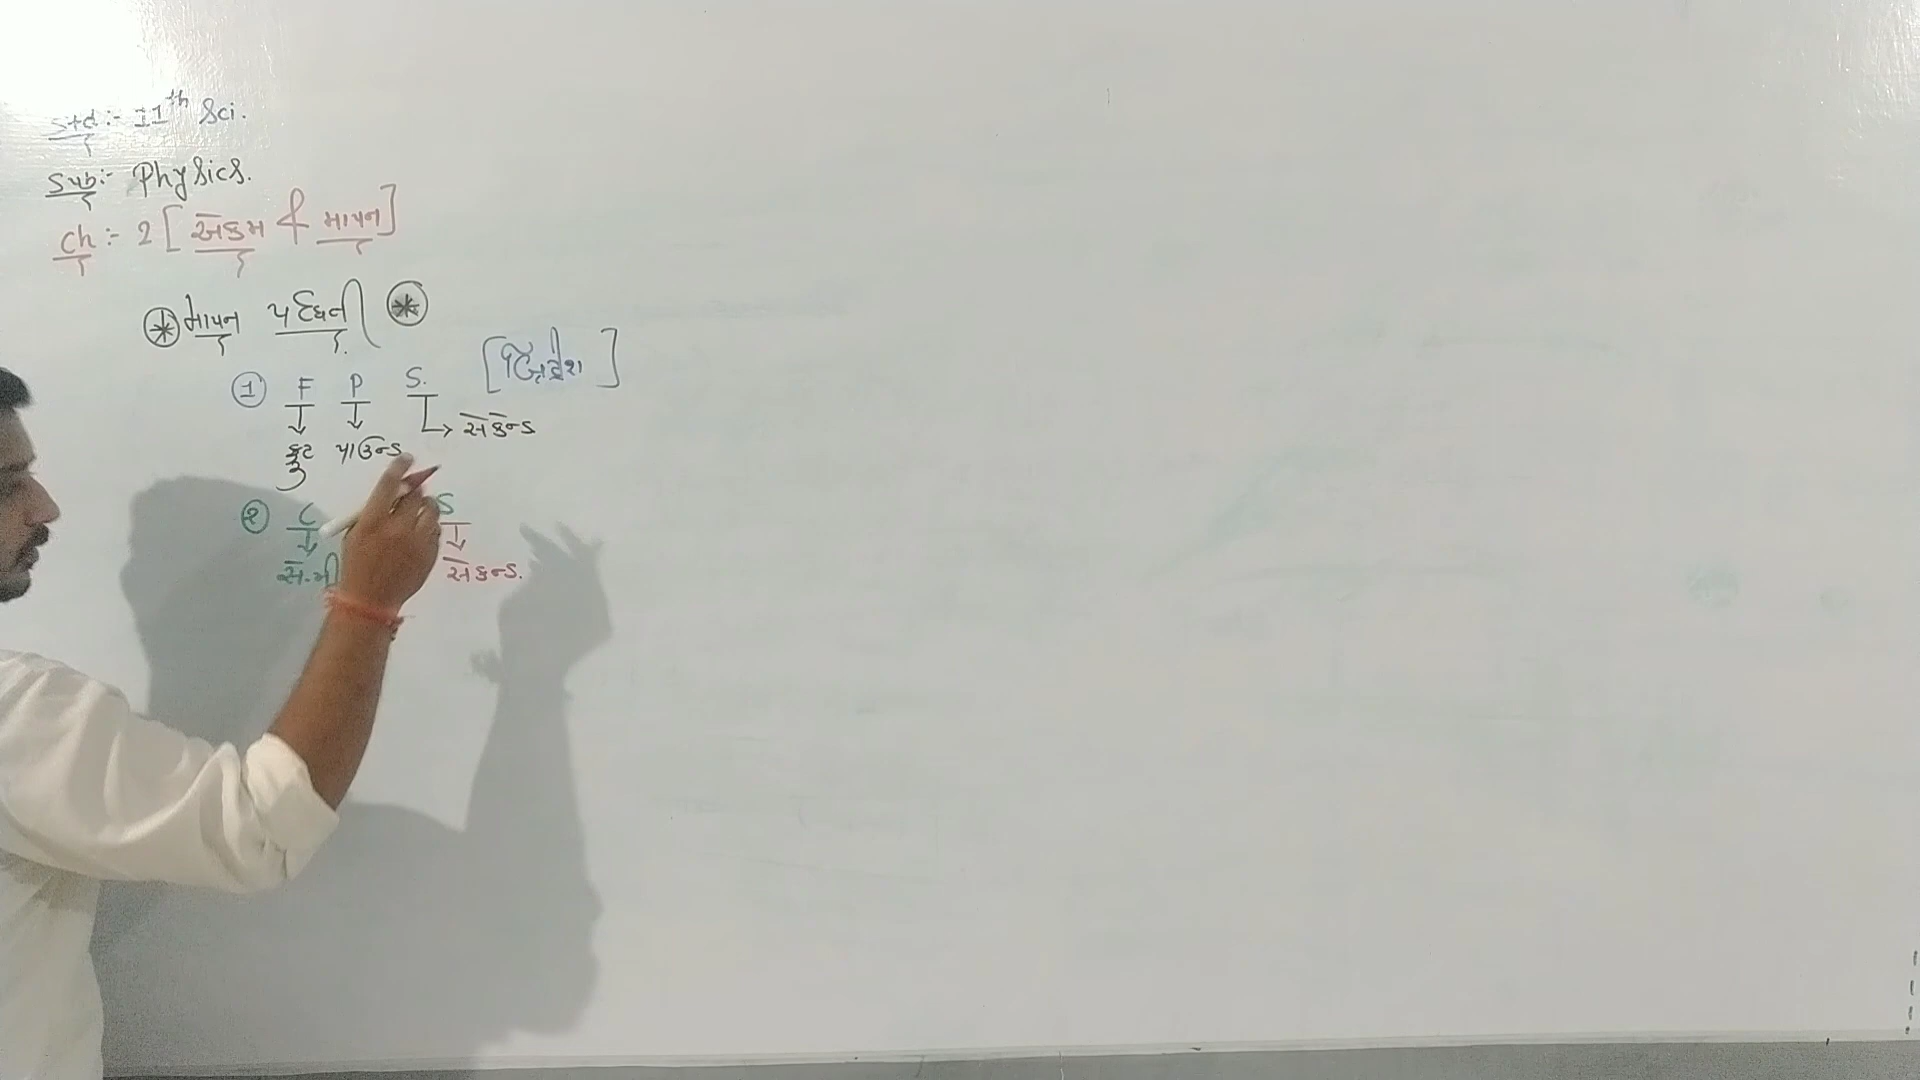 Std:- 11th Sci.
Sub:- Physics.
Ch:- 2 [એકમ & માપન]
માપન પદ્ધતી
① F P S. [બ્રિટીશ]
ફુટ પાઉન્ડ સેકન્ડ
② C S
સે.મી સેકન્ડ.